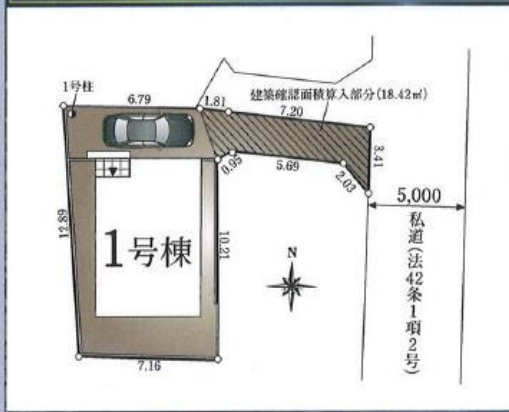 1号柱
6.79
1.81
建築確認面積算入部分(18.42㎡)
7.20
3.41
0.95
5.69
2.03
5,000
12.89
10.21
1号棟
N
私道(法42条1項2号)
7.16